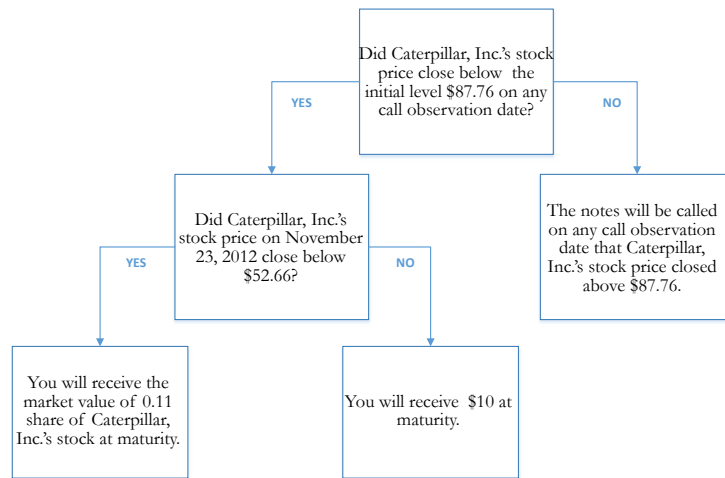 Did Caterpillar, Inc.'s stock
price close below the
initial level $87.76 on any
call observation date?
YES
NO
Did Caterpillar, Inc.'s
stock price on November
23, 2012 close below
$52.66?
The notes will be called
on any call observation
date that Caterpillar,
Inc.'s stock price closed
above $87.76.
YES
NO
You will receive the
market value of 0.11
share of Caterpillar,
Inc.'s stock at maturity.
You will receive $10 at
maturity.